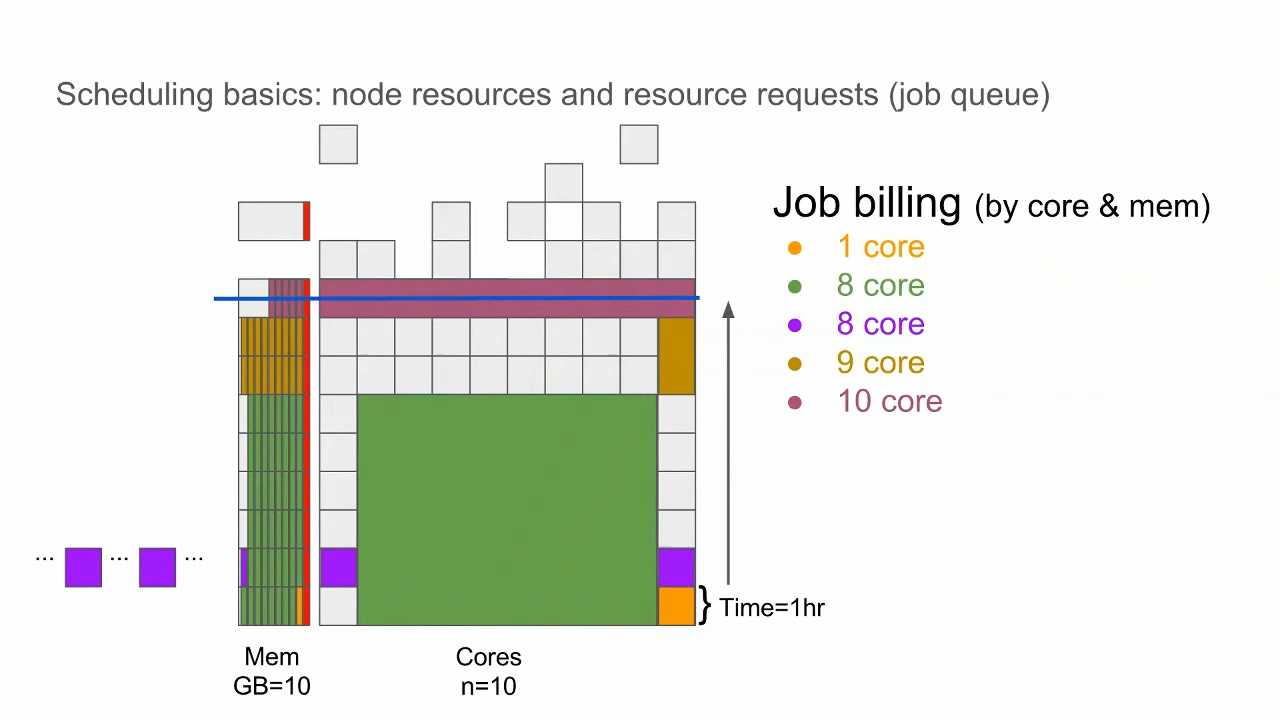 Scheduling basics: node resources and resource requests (job queue)
Job billing (by core & mem)
● 1 core
● 8 core
● 8 core
● 9 core
● 10 core
... ... ...
} Time=1hr
Mem
GB=10
Cores
n=10